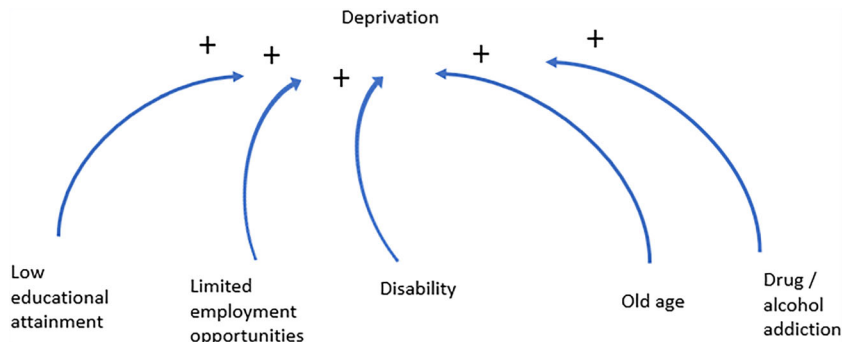 Deprivation
+
+
+
+
+
Low
educational
attainment
Limited
employment
opportunities
Disability
Old age
Drug /
alcohol
addiction